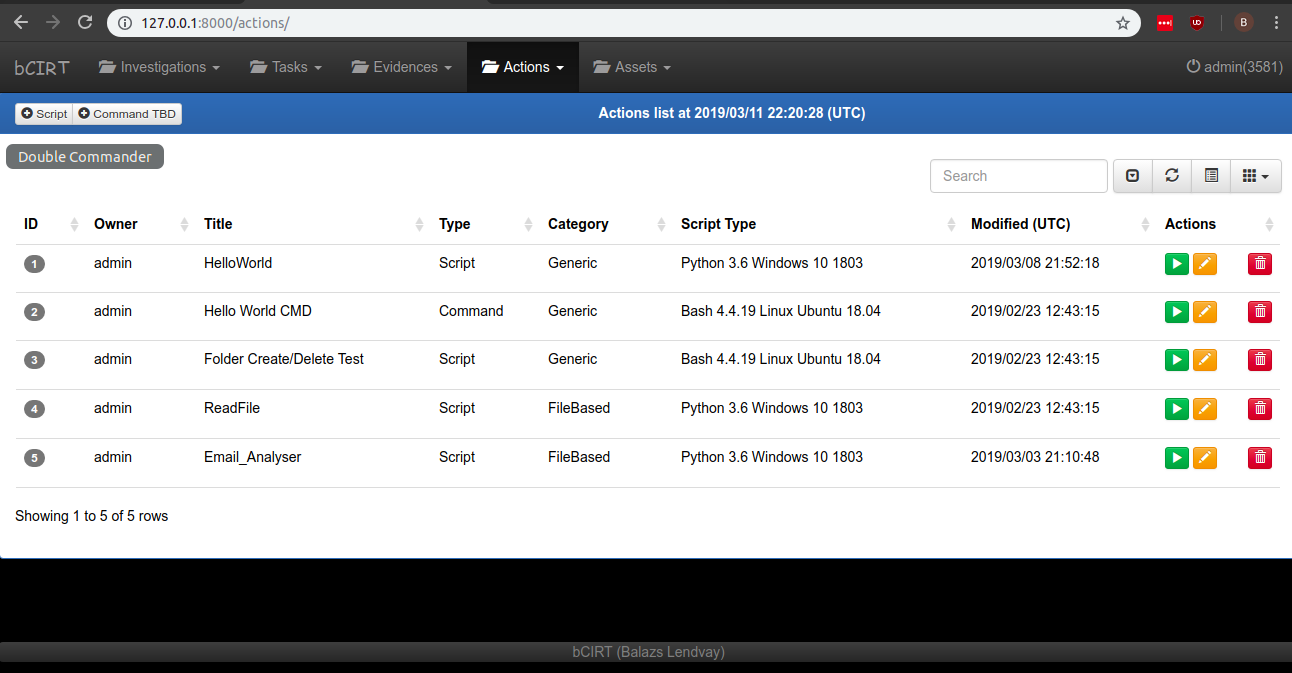 127.0.0.1:8000/actions/
UD
B
bCIRT Investigations Tasks Evidences Actions Assets admin(3581)
Script Command TBD Actions list at 2019/03/11 22:20:28 (UTC)
Double Commander
Search
ID Owner Title Type Category Script Type Modified (UTC) Actions
1 admin HelloWorld Script Generic Python 3.6 Windows 10 1803 2019/03/08 21:52:18
2 admin Hello World CMD Command Generic Bash 4.4.19 Linux Ubuntu 18.04 2019/02/23 12:43:15
3 admin Folder Create/Delete Test Script Generic Bash 4.4.19 Linux Ubuntu 18.04 2019/02/23 12:43:15
4 admin ReadFile Script FileBased Python 3.6 Windows 10 1803 2019/02/23 12:43:15
5 admin Email_Analyser Script FileBased Python 3.6 Windows 10 1803 2019/03/03 21:10:48
Showing 1 to 5 of 5 rows
bCIRT (Balazs Lendvay)